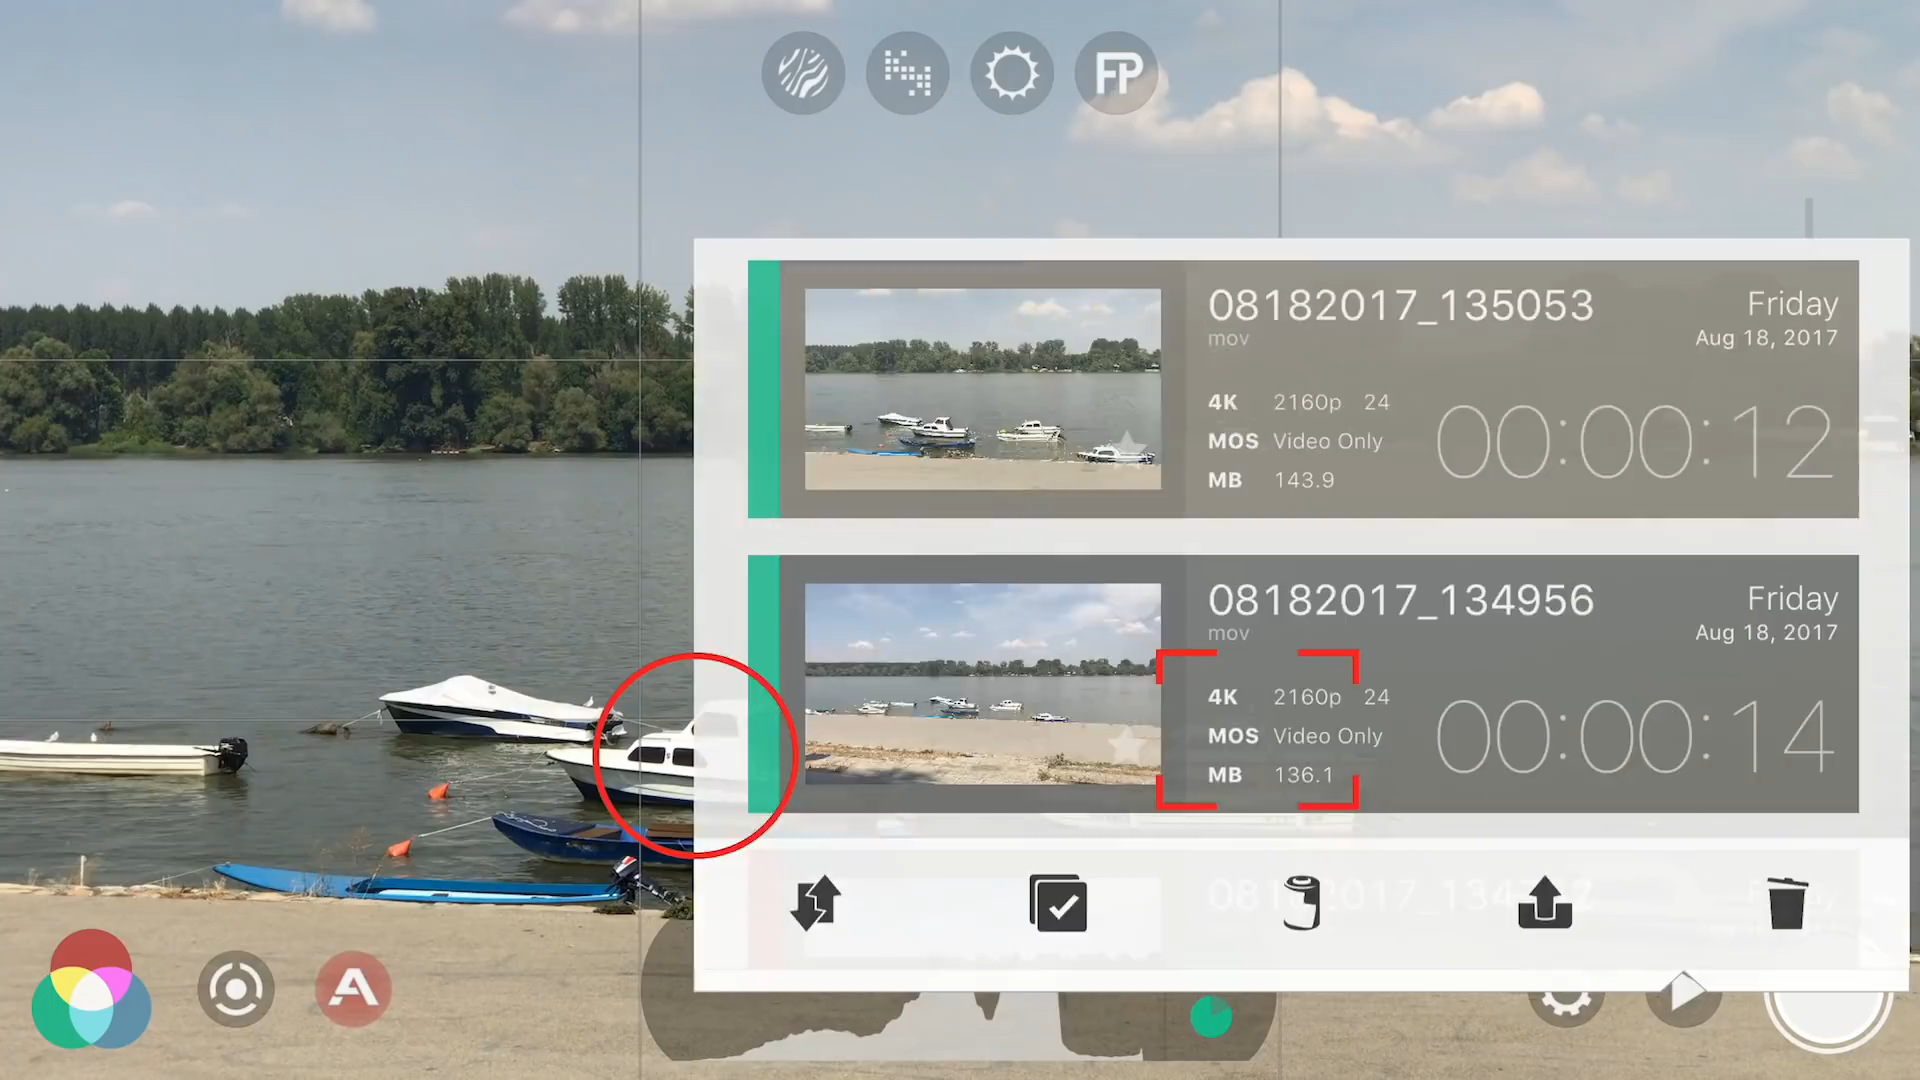 FP
08182017_135053
Friday
mov
Aug 18, 2017
4K 2160p 24
MOS Video Only
MB 143.9
00:00:12
08182017_134956
Friday
mov
Aug 18, 2017
4K 2160p 24
MOS Video Only
MB 136.1
00:00:14
A